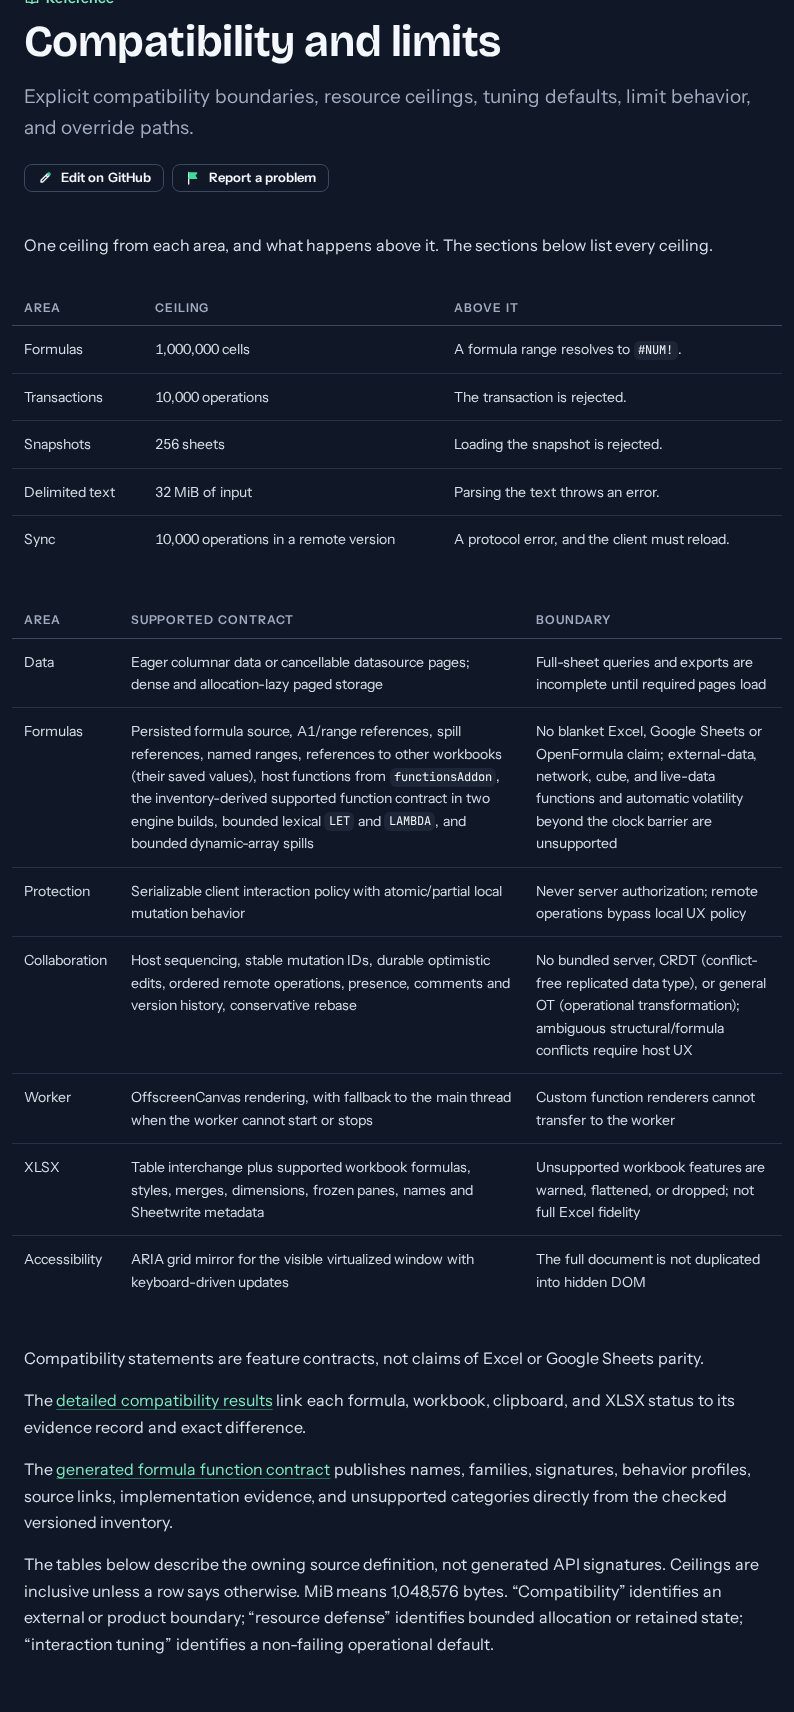 Reference
Compatibility and limits
Explicit compatibility boundaries, resource ceilings, tuning defaults, limit behavior,
and override paths.
Edit on GitHub
Report a problem
One ceiling from each area, and what happens above it. The sections below list every ceiling.
AREA CEILING ABOVE IT
Formulas 1,000,000 cells A formula range resolves to #NUM!.
Transactions 10,000 operations The transaction is rejected.
Snapshots 256 sheets Loading the snapshot is rejected.
Delimited text 32 MiB of input Parsing the text throws an error.
Sync 10,000 operations in a remote version A protocol error, and the client must reload.
AREA SUPPORTED CONTRACT BOUNDARY
Data Eager columnar data or cancellable datasource pages; Full-sheet queries and exports are
dense and allocation-lazy paged storage incomplete until required pages load
Formulas Persisted formula source, A1/range references, spill No blanket Excel, Google Sheets or
references, named ranges, references to other workbooks OpenFormula claim; external-data,
(their saved values), host functions from functionsAddon, network, cube, and live-data
the inventory-derived supported function contract in two functions and automatic volatility
engine builds, bounded lexical LET and LAMBDA, and beyond the clock barrier are
bounded dynamic-array spills unsupported
Protection Serializable client interaction policy with atomic/partial local Never server authorization; remote
mutation behavior operations bypass local UX policy
Collaboration Host sequencing, stable mutation IDs, durable optimistic No bundled server, CRDT (conflict-
edits, ordered remote operations, presence, comments and free replicated data type), or general
version history, conservative rebase OT (operational transformation);
ambiguous structural/formula
conflicts require host UX
Worker OffscreenCanvas rendering, with fallback to the main thread Custom function renderers cannot
when the worker cannot start or stops transfer to the worker
XLSX Table interchange plus supported workbook formulas, Unsupported workbook features are
styles, merges, dimensions, frozen panes, names and warned, flattened, or dropped; not
Sheetwrite metadata full Excel fidelity
Accessibility ARIA grid mirror for the visible virtualized window with The full document is not duplicated
keyboard-driven updates into hidden DOM
Compatibility statements are feature contracts, not claims of Excel or Google Sheets parity.
The detailed compatibility results link each formula, workbook, clipboard, and XLSX status to its
evidence record and exact difference.
The generated formula function contract publishes names, families, signatures, behavior profiles,
source links, implementation evidence, and unsupported categories directly from the checked
versioned inventory.
The tables below describe the owning source definition, not generated API signatures. Ceilings are
inclusive unless a row says otherwise. MiB means 1,048,576 bytes. “Compatibility” identifies an
external or product boundary; “resource defense” identifies bounded allocation or retained state;
“interaction tuning” identifies a non-failing operational default.